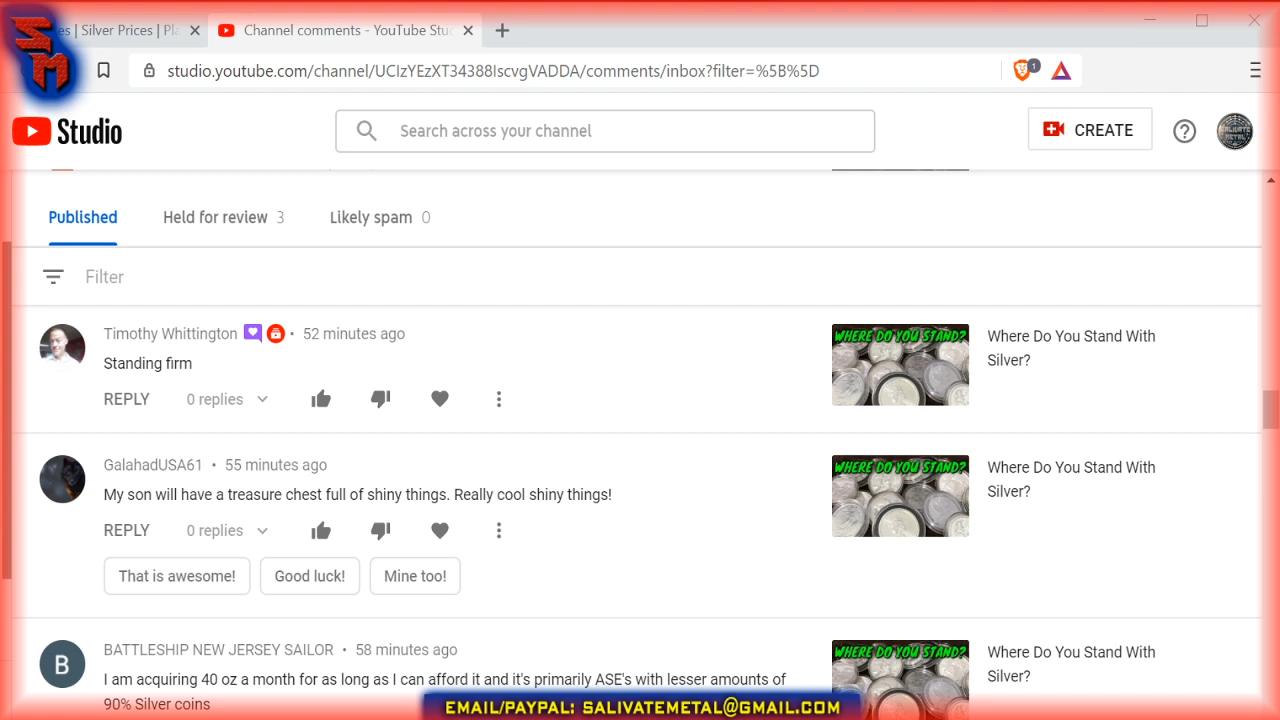 SM
es | Silver Prices | Pla
Channel comments - YouTube Stud
studio.youtube.com/channel/UCIzYEzXT34388IscvgVADDA/comments/inbox?filter=%5B%5D
1
Studio
Search across your channel
CREATE
SALIVATE METAL
Published
Held for review 3
Likely spam 0
Filter
Timothy Whittington • 52 minutes ago
Standing firm
REPLY 0 replies
WHERE DO YOU STAND?
Where Do You Stand With
Silver?
GalahadUSA61 • 55 minutes ago
My son will have a treasure chest full of shiny things. Really cool shiny things!
REPLY 0 replies
That is awesome!
Good luck!
Mine too!
WHERE DO YOU STAND?
Where Do You Stand With
Silver?
B
BATTLESHIP NEW JERSEY SAILOR • 58 minutes ago
I am acquiring 40 oz a month for as long as I can afford it and it's primarily ASE's with lesser amounts of
90% Silver coins
WHERE DO YOU STAND?
Where Do You Stand With
Silver?
EMAIL/PAYPAL: SALIVATEMETAL@GMAIL.COM